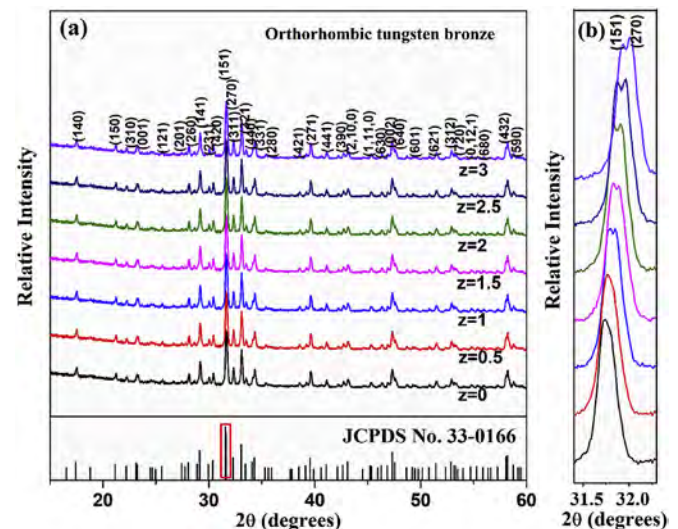 (a)
Orthorhombic tungsten bronze
(140)
(150)
(310)
(001)
(121)
(201)
(260)
(141)
(420)
(151)
(311)
(270)
(331)
(280)
(421)
(271)
(441)
(390)
(2,10,0)
(1,11,0)
(630)
(640)
(601)
(621)
(312)
(720)
(0,12,1)
(680)
(432)
(590)
z=3
z=2.5
z=2
z=1.5
z=1
z=0.5
z=0
Relative Intensity
JCPDS No. 33-0166
20 30 40 50 60
2θ (degrees)
(b)
(151)
(270)
Relative Intensity
31.5 32.0
2θ (degrees)